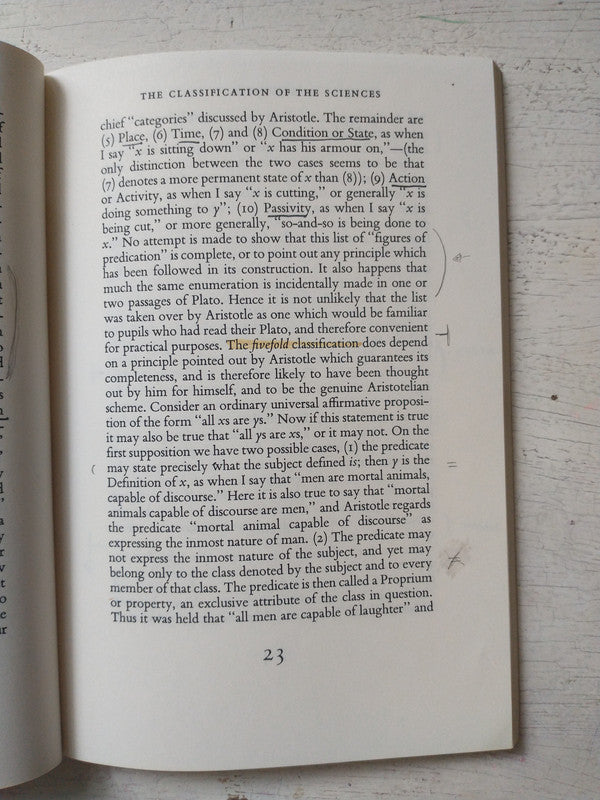 THE CLASSIFICATION OF THE SCIENCES
chief "categories" discussed by Aristotle. The remainder are
(5) Place, (6) Time, (7) and (8) Condition or State, as when
I say "x is sitting down" or "x has his armour on,"—(the
only distinction between the two cases seems to be that
(7) denotes a more permanent state of x than (8)); (9) Action
or Activity, as when I say "x is cutting," or generally "x is
doing something to y"; (10) Passivity, as when I say "x is
being cut," or more generally, "so-and-so is being done to
x." No attempt is made to show that this list of "figures of
predication" is complete, or to point out any principle which
has been followed in its construction. It also happens that
much the same enumeration is incidentally made in one or
two passages of Plato. Hence it is not unlikely that the list
was taken over by Aristotle as one which would be familiar
to pupils who had read their Plato, and therefore convenient
for practical purposes. The fivefold classification does depend
on a principle pointed out by Aristotle which guarantees its
completeness, and is therefore likely to have been thought
out by him for himself, and to be the genuine Aristotelian
scheme. Consider an ordinary universal affirmative proposi-
tion of the form "all xs are ys." Now if this statement is true
it may also be true that "all ys are xs," or it may not. On the
first supposition we have two possible cases, (1) the predicate
may state precisely what the subject defined is; then y is the
Definition of x, as when I say that "men are mortal animals,
capable of discourse." Here it is also true to say that "mortal
animals capable of discourse are men," and Aristotle regards
the predicate "mortal animal capable of discourse" as
expressing the inmost nature of man. (2) The predicate may
not express the inmost nature of the subject, and yet may
belong only to the class denoted by the subject and to every
member of that class. The predicate is then called a Proprium
or property, an exclusive attribute of the class in question.
Thus it was held that "all men are capable of laughter" and
23